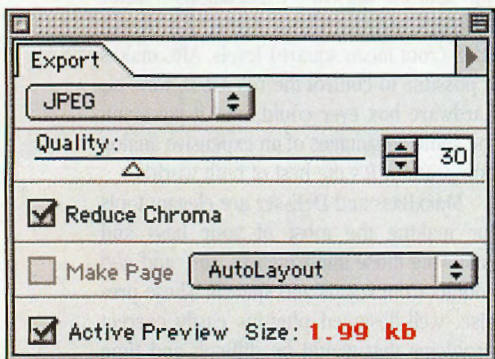 Export
JPEG
Quality:
30
Reduce Chroma
Make Page AutoLayout
Active Preview Size: 1.99 kb